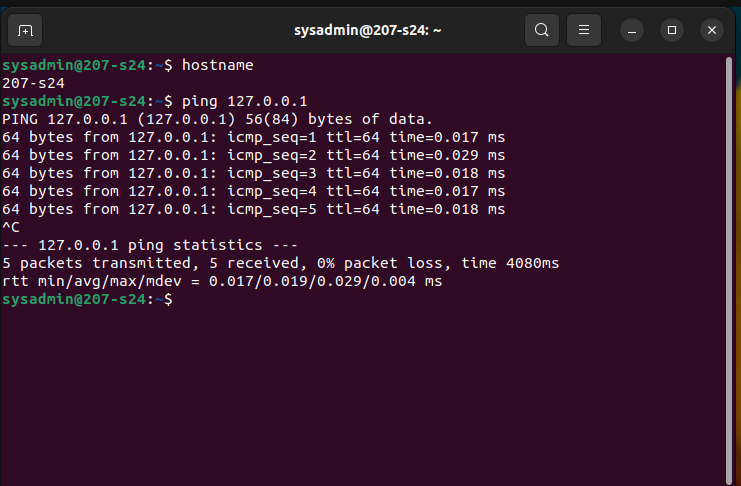 sysadmin@207-s24: ~
sysadmin@207-s24:~$ hostname
207-s24
sysadmin@207-s24:~$ ping 127.0.0.1
PING 127.0.0.1 (127.0.0.1) 56(84) bytes of data.
64 bytes from 127.0.0.1: icmp_seq=1 ttl=64 time=0.017 ms
64 bytes from 127.0.0.1: icmp_seq=2 ttl=64 time=0.029 ms
64 bytes from 127.0.0.1: icmp_seq=3 ttl=64 time=0.018 ms
64 bytes from 127.0.0.1: icmp_seq=4 ttl=64 time=0.017 ms
64 bytes from 127.0.0.1: icmp_seq=5 ttl=64 time=0.018 ms
^C
--- 127.0.0.1 ping statistics ---
5 packets transmitted, 5 received, 0% packet loss, time 4080ms
rtt min/avg/max/mdev = 0.017/0.019/0.029/0.004 ms
sysadmin@207-s24:~$